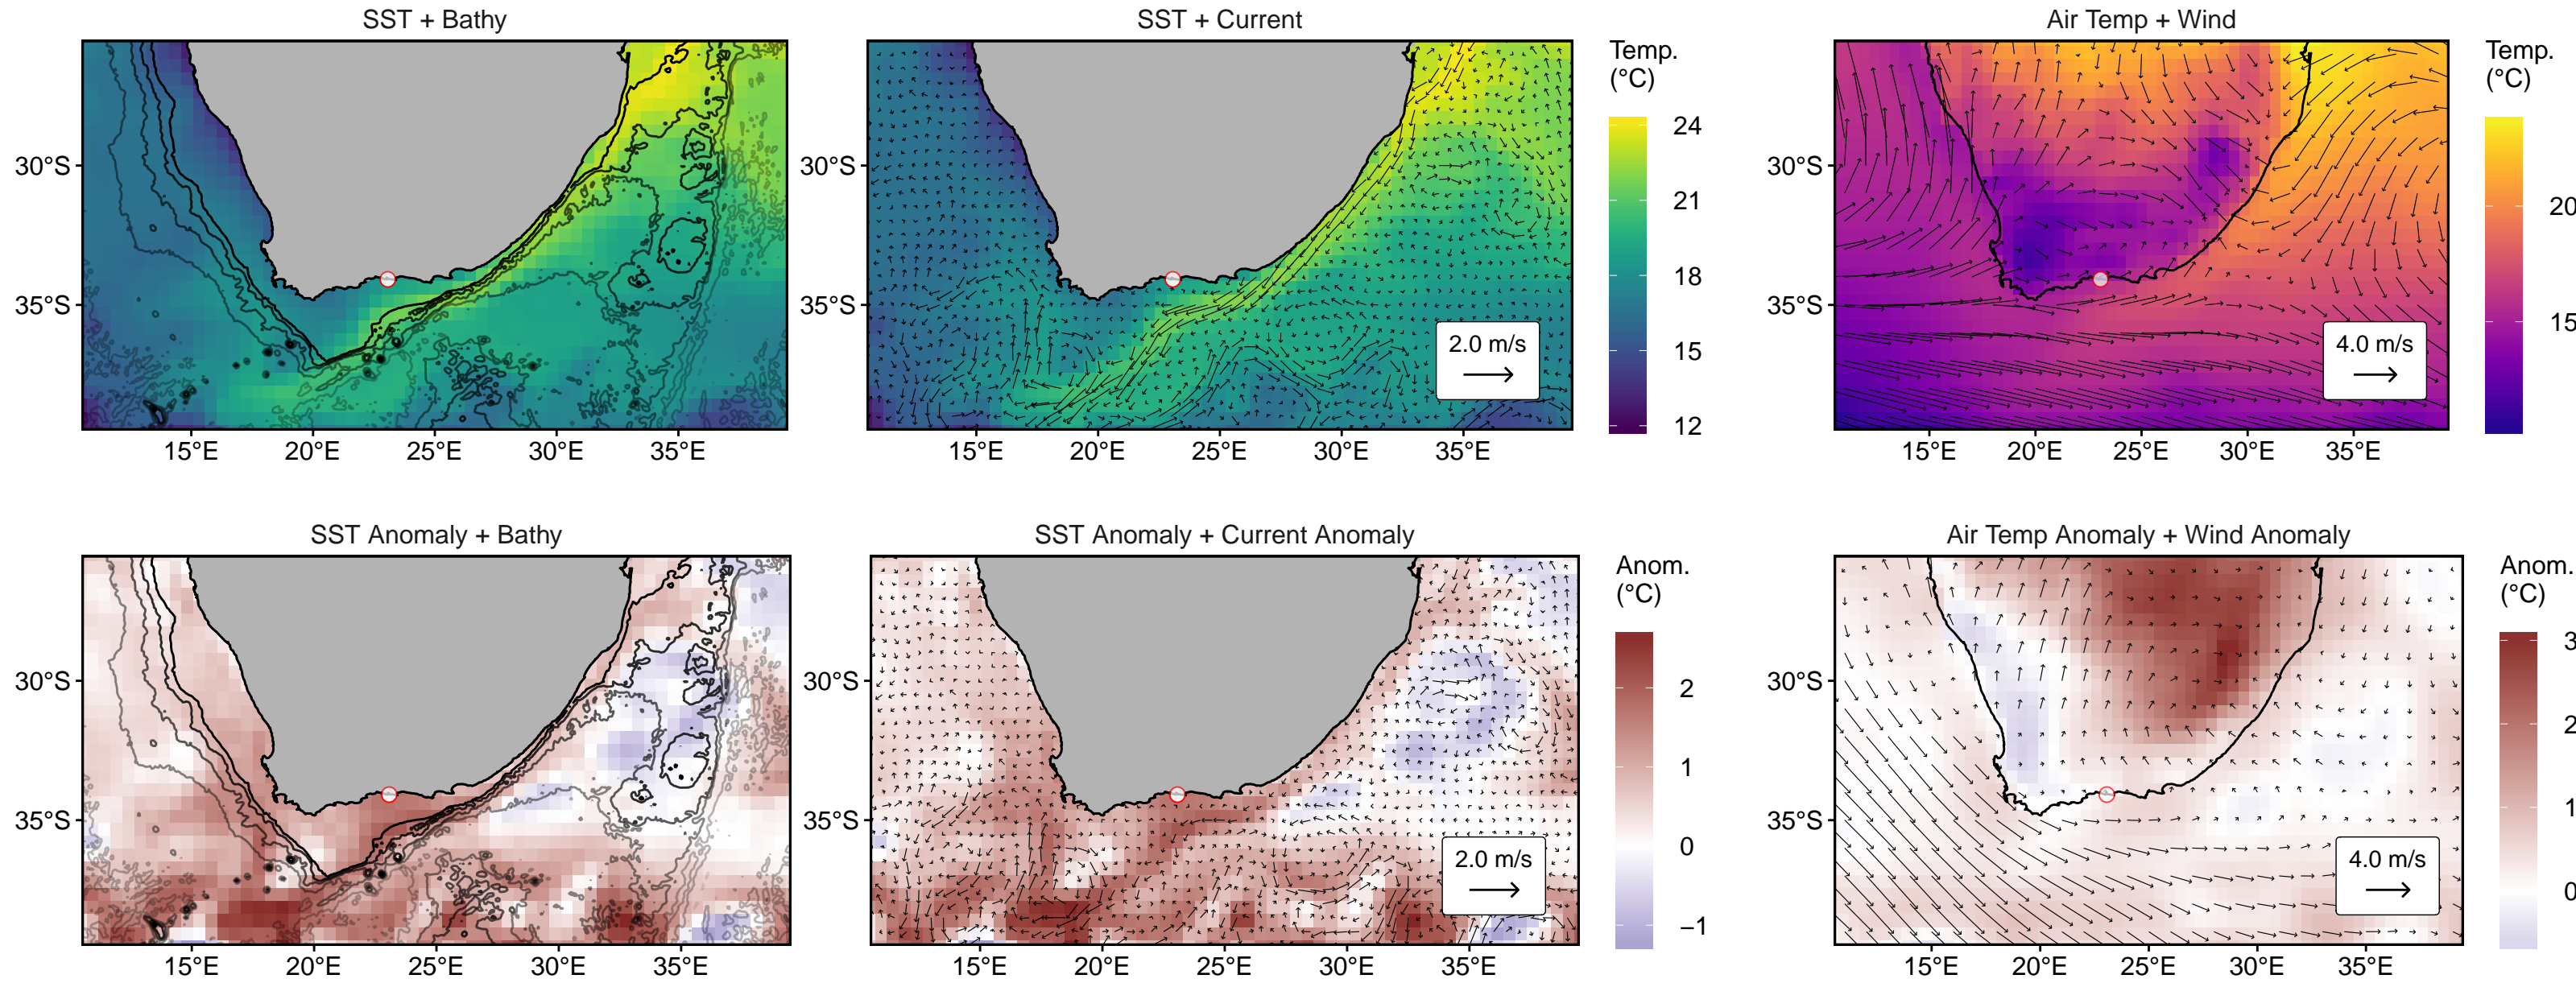 SST + Bathy
SST + Current
Air Temp + Wind
30°S
35°S
15°E 20°E 25°E 30°E 35°E
30°S
35°S
2.0 m/s
15°E 20°E 25°E 30°E 35°E
Temp.
(°C)
24
21
18
15
12
30°S
35°S
4.0 m/s
15°E 20°E 25°E 30°E 35°E
Temp.
(°C)
20
15
SST Anomaly + Bathy
SST Anomaly + Current Anomaly
Air Temp Anomaly + Wind Anomaly
30°S
35°S
15°E 20°E 25°E 30°E 35°E
30°S
35°S
2.0 m/s
15°E 20°E 25°E 30°E 35°E
Anom.
(°C)
2
1
0
−1
30°S
35°S
4.0 m/s
15°E 20°E 25°E 30°E 35°E
Anom.
(°C)
3
2
1
0